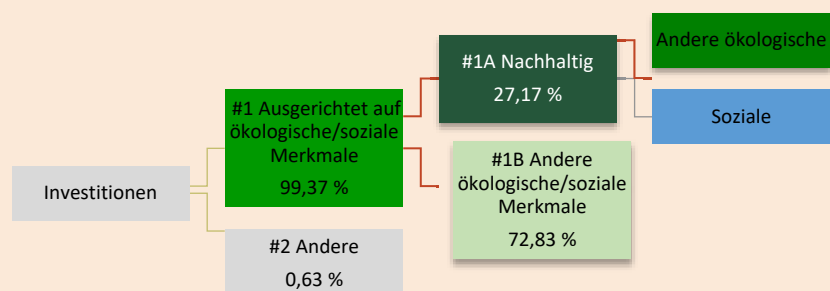 Investitionen
#1 Ausgerichtet auf
ökologische/soziale
Merkmale
99,37 %
#2 Andere
0,63 %
#1A Nachhaltig
27,17 %
#1B Andere
ökologische/soziale
Merkmale
72,83 %
Andere ökologische
Soziale